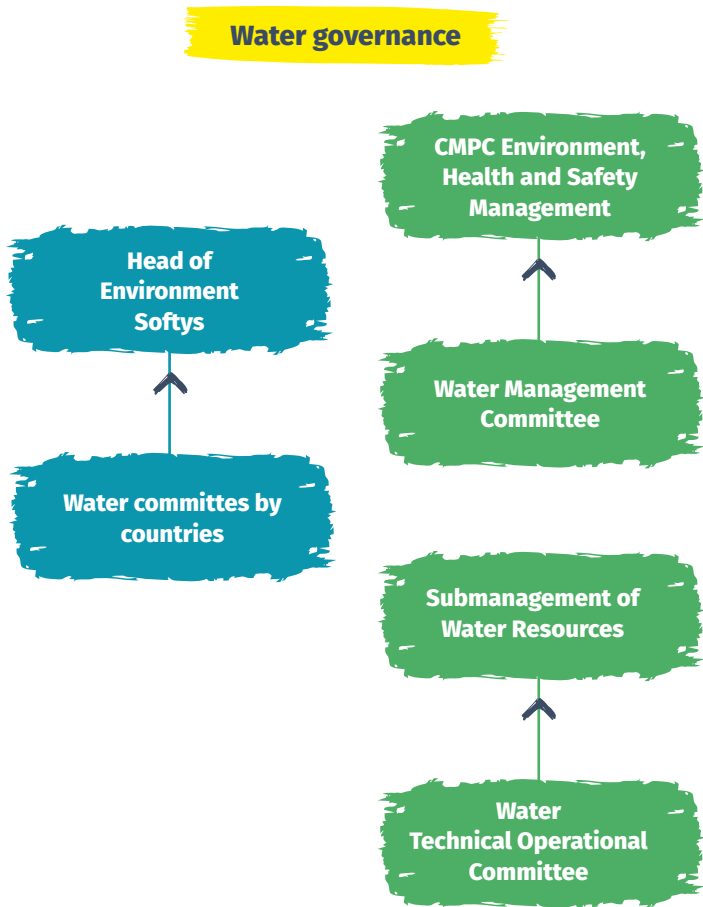 Water governance
CMPC Environment,
Health and Safety
Management
Head of
Environment
Softys
Water Management
Committee
Water committes by
countries
Submanagement of
Water Resources
Water
Technical Operational
Committee